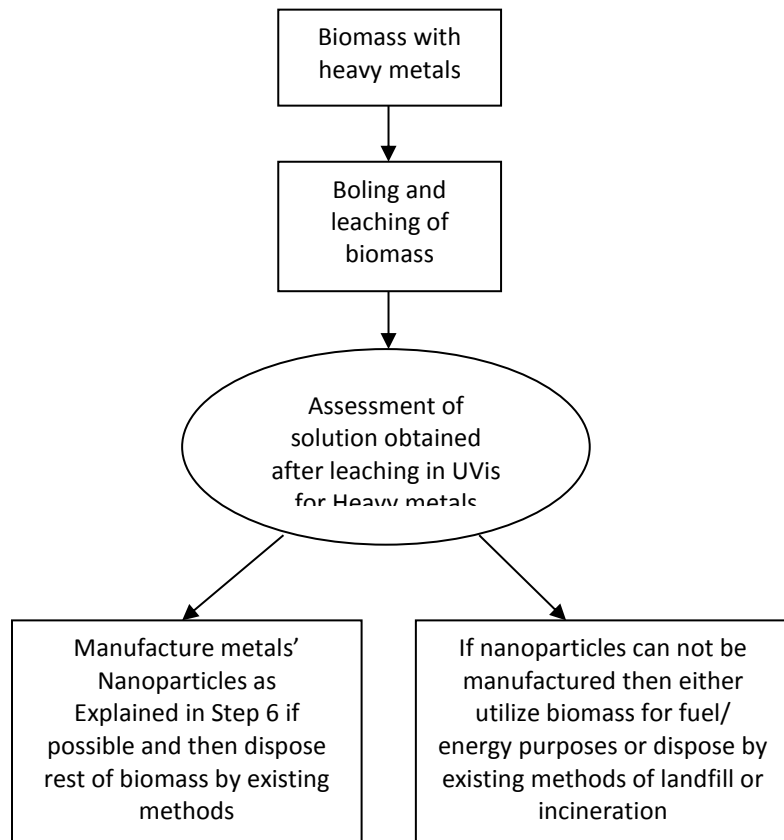 Biomass with
heavy metals
Boling and
leaching of
biomass
Assessment of
solution obtained
after leaching in UVis
for Heavy metals
Manufacture metals’
Nanoparticles as
Explained in Step 6 if
possible and then dispose
rest of biomass by existing
methods
If nanoparticles can not be
manufactured then either
utilize biomass for fuel/
energy purposes or dispose by
existing methods of landfill or
incineration